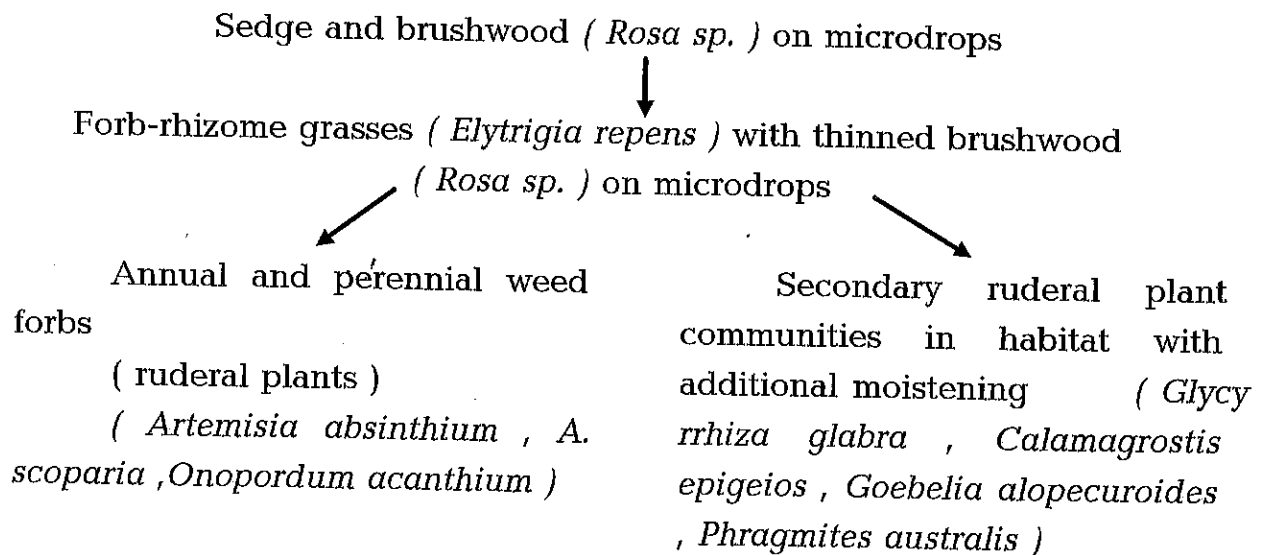 Sedge and brushwood ( Rosa sp. ) on microdrops
Forb-rhizome grasses ( Elytrigia repens ) with thinned brushwood
( Rosa sp. ) on microdrops
Annual and perennial weed
forbs
( ruderal plants )
( Artemisia absinthium , A.
scoparia ,Onopordum acanthium )
Secondary ruderal plant
communities in habitat with
additional moistening ( Glycy
rrhiza glabra , Calamagrostis
epigeios , Goebelia alopecuroides
, Phragmites australis )